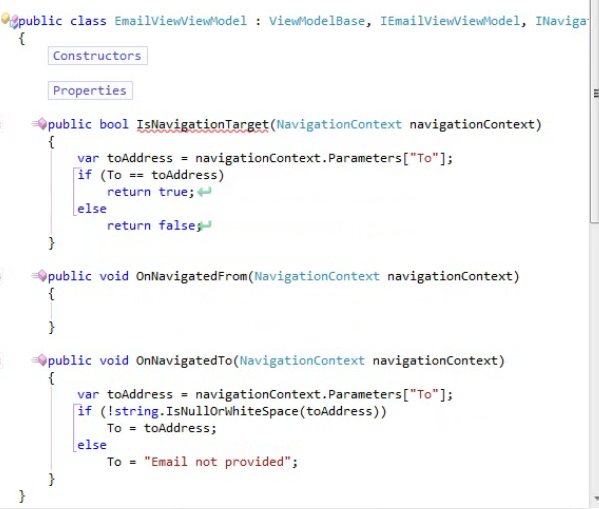 public class EmailViewViewModel : ViewModelBase, IEmailViewViewModel, INaviga
{
Constructors
Properties
public bool IsNavigationTarget(NavigationContext navigationContext)
{
var toAddress = navigationContext.Parameters["To"];
if (To == toAddress)
return true;
else
return false;
}
public void OnNavigatedFrom(NavigationContext navigationContext)
{
}
public void OnNavigatedTo(NavigationContext navigationContext)
{
var toAddress = navigationContext.Parameters["To"];
if (!string.IsNullOrWhiteSpace(toAddress))
To = toAddress;
else
To = "Email not provided";
}
}